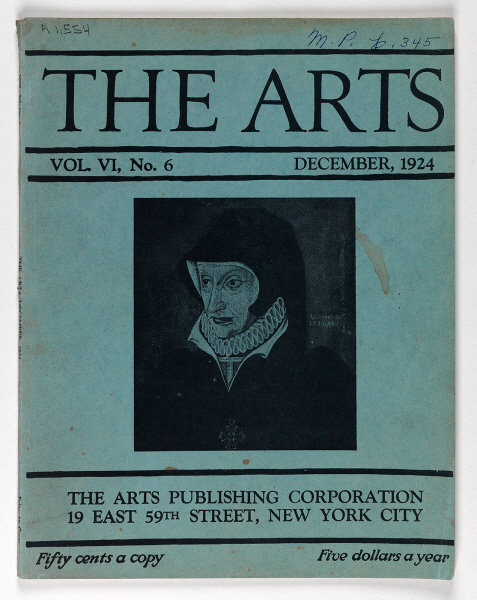 A.1.554
M. P. 345
THE ARTS
VOL. VI, No. 6 DECEMBER, 1924
THE ARTS PUBLISHING CORPORATION
19 EAST 59TH STREET, NEW YORK CITY
Fifty cents a copy Five dollars a year